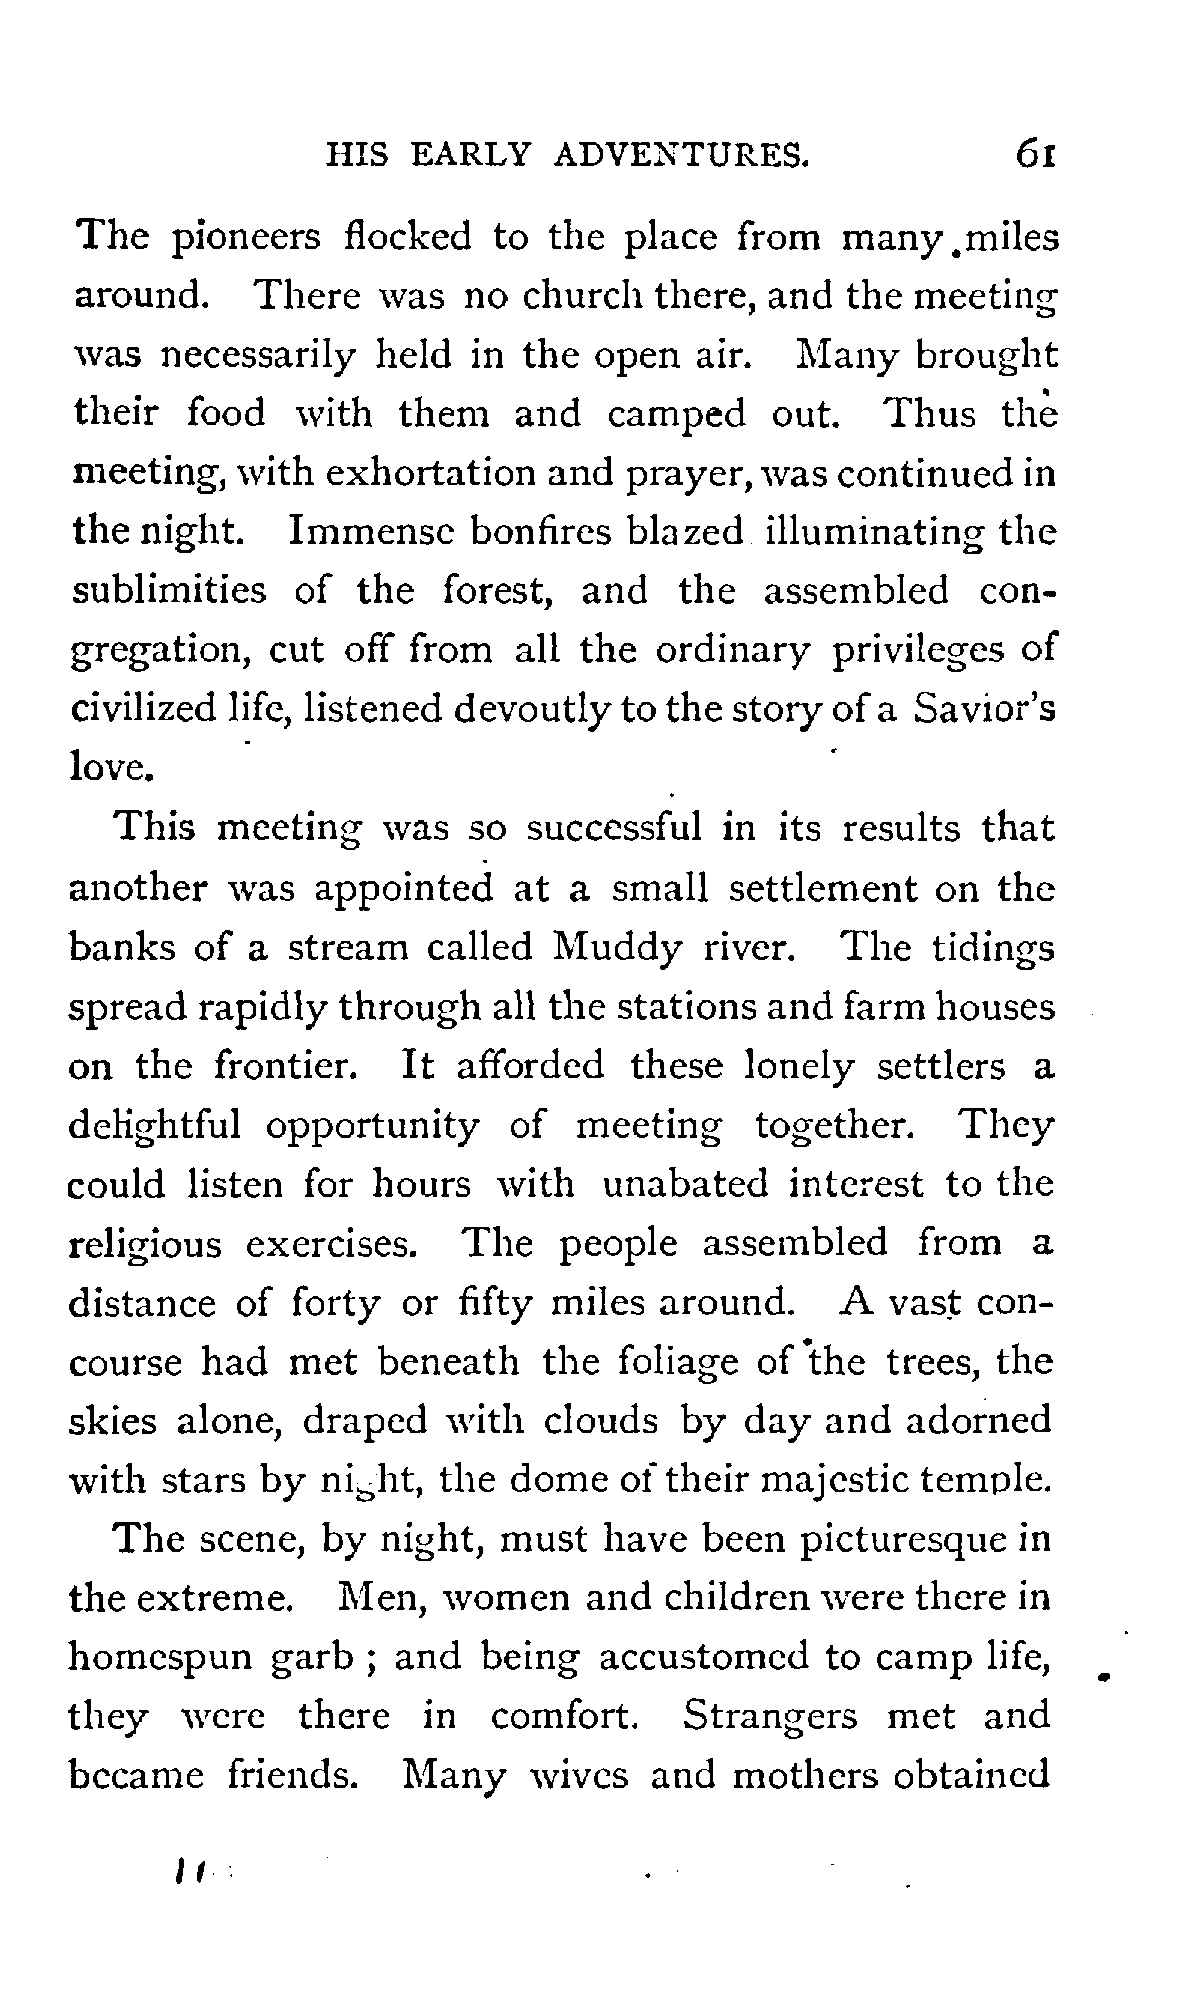 HIS EARLY ADVENTURES. 61
The pioneers flocked to the place from many miles
around. There was no church there, and the meeting
was necessarily held in the open air. Many brought
their food with them and camped out. Thus the
meeting, with exhortation and prayer, was continued in
the night. Immense bonfires blazed illuminating the
sublimities of the forest, and the assembled con-
gregation, cut off from all the ordinary privileges of
civilized life, listened devoutly to the story of a Savior's
love.
This meeting was so successful in its results that
another was appointed at a small settlement on the
banks of a stream called Muddy river. The tidings
spread rapidly through all the stations and farm houses
on the frontier. It afforded these lonely settlers a
delightful opportunity of meeting together. They
could listen for hours with unabated interest to the
religious exercises. The people assembled from a
distance of forty or fifty miles around. A vast con-
course had met beneath the foliage of the trees, the
skies alone, draped with clouds by day and adorned
with stars by night, the dome of their majestic temple.
The scene, by night, must have been picturesque in
the extreme. Men, women and children were there in
homespun garb ; and being accustomed to camp life,
they were there in comfort. Strangers met and
became friends. Many wives and mothers obtained
11